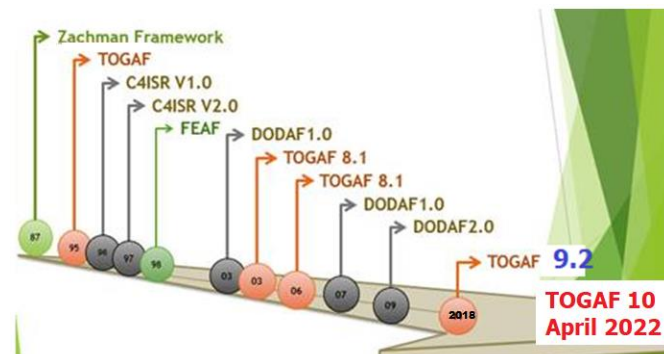 Zachman Framework
TOGAF
C4ISR V1.0
C4ISR V2.0
FEAF
DODAF1.0
TOGAF 8.1
TOGAF 8.1
DODAF1.0
DODAF2.0
TOGAF 9.2
87
95
96
97
98
03
03
06
07
09
2018
TOGAF 10
April 2022